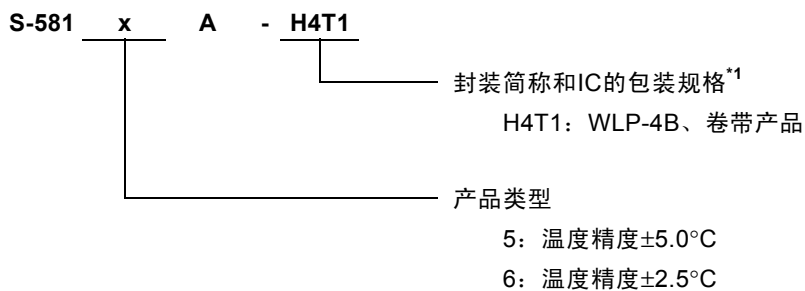 S-581 x A - H4T1
封装简称和IC的包装规格*1
H4T1：WLP-4B、卷带产品
产品类型
5：温度精度±5.0°C
6：温度精度±2.5°C